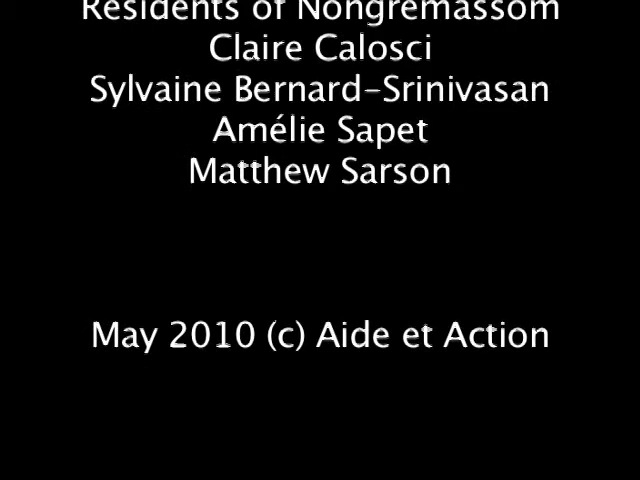 Residents of Nongremassom
Claire Calosci
Sylvaine Bernard-Srinivasan
Amélie Sapet
Matthew Sarson
May 2010 (c) Aide et Action